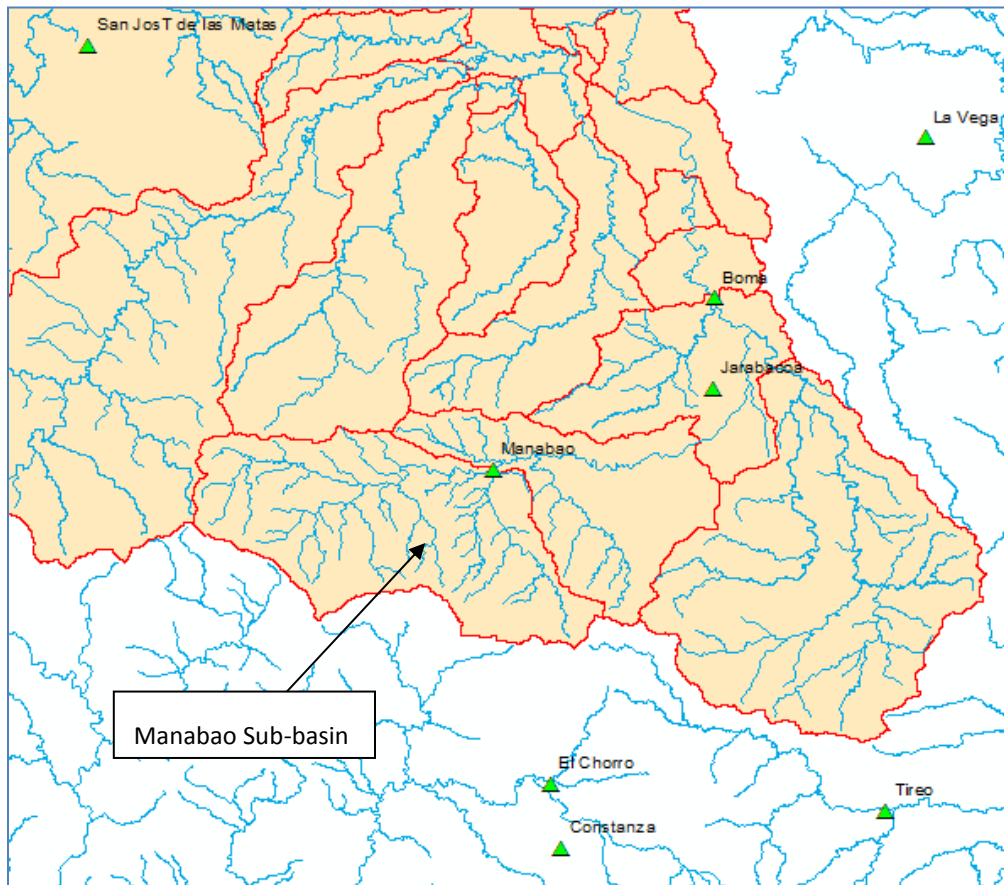 San JosT de las Matas
La Vega
Boma
Jarabacoa
Manabao
Manabao Sub-basin
El Chorro
Tireo
Constanza